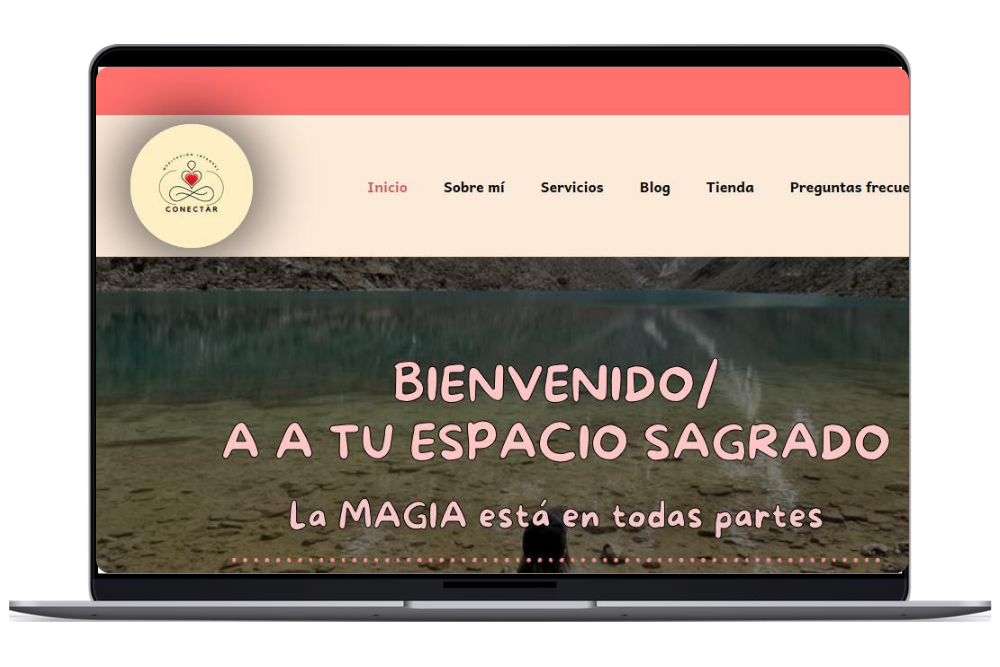 MEDITACIÓN INTEGRAL
CONECTAR
Inicio Sobre mí Servicios Blog Tienda Preguntas frecue
BIENVENIDO/
A A TU ESPACIO SAGRADO
La MAGIA está en todas partes